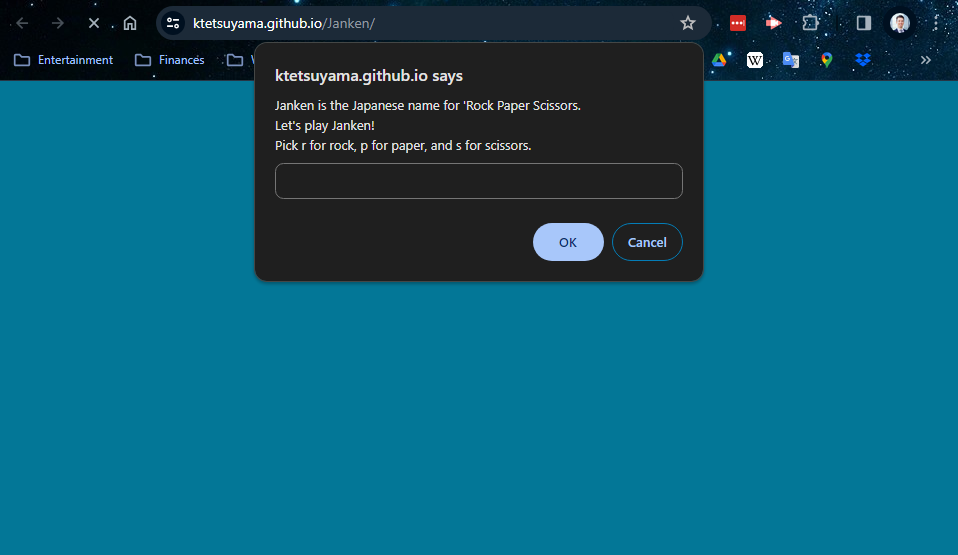 ktetsuyama.github.io/Janken/
Entertainment
Finances
W
ktetsuyama.github.io says
Janken is the Japanese name for 'Rock Paper Scissors.
Let's play Janken!
Pick r for rock, p for paper, and s for scissors.
OK
Cancel